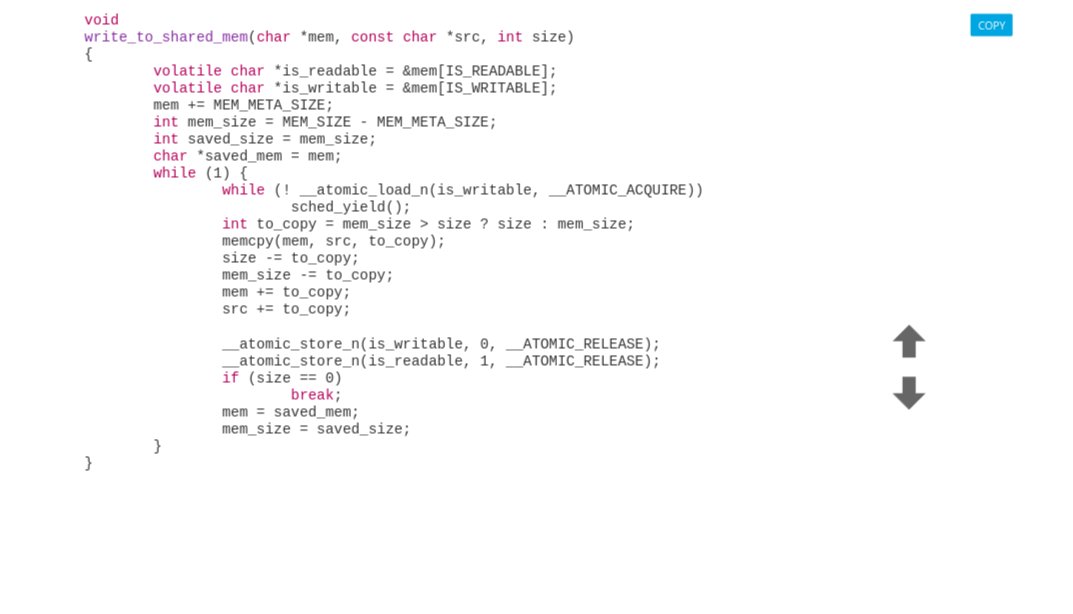 void
write_to_shared_mem(char *mem, const char *src, int size)
{
        volatile char *is_readable = &mem[IS_READABLE];
        volatile char *is_writable = &mem[IS_WRITABLE];
        mem += MEM_META_SIZE;
        int mem_size = MEM_SIZE - MEM_META_SIZE;
        int saved_size = mem_size;
        char *saved_mem = mem;
        while (1) {
                while (! __atomic_load_n(is_writable, __ATOMIC_ACQUIRE))
                        sched_yield();
                int to_copy = mem_size > size ? size : mem_size;
                memcpy(mem, src, to_copy);
                size -= to_copy;
                mem_size -= to_copy;
                mem += to_copy;
                src += to_copy;

                __atomic_store_n(is_writable, 0, __ATOMIC_RELEASE);
                __atomic_store_n(is_readable, 1, __ATOMIC_RELEASE);
                if (size == 0)
                        break;
                mem = saved_mem;
                mem_size = saved_size;
        }
}
COPY